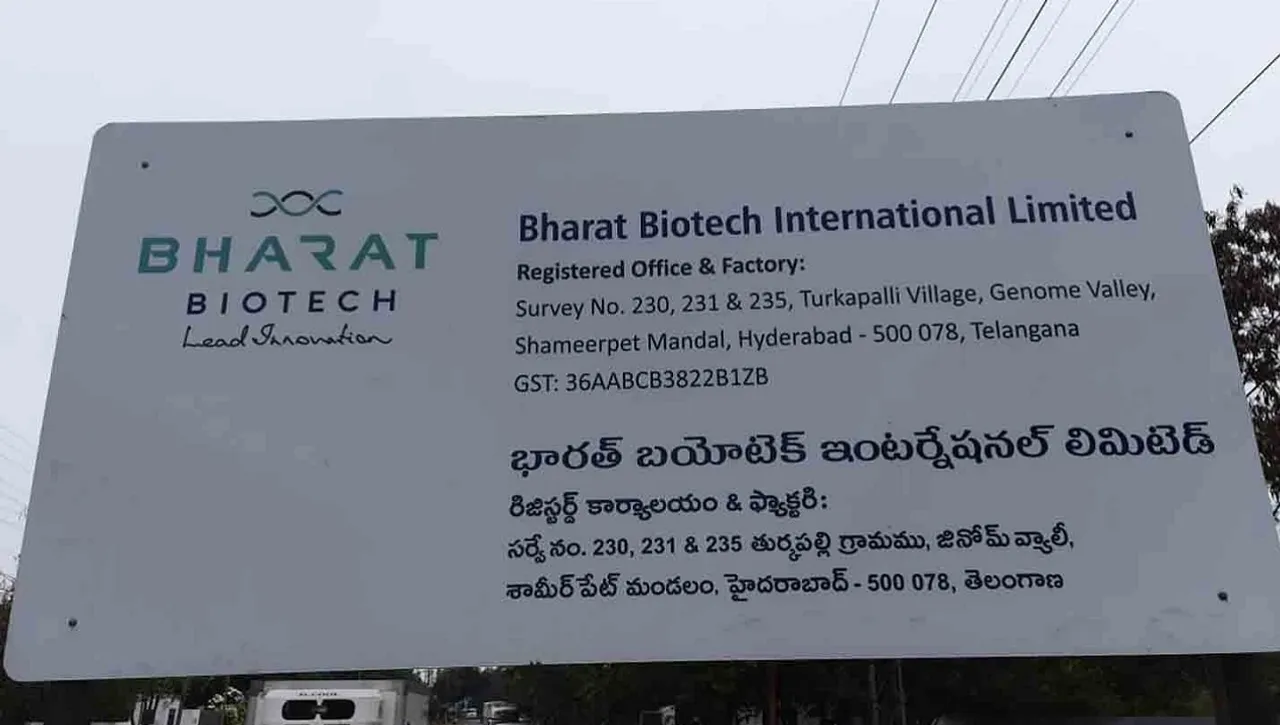 BHARAT
BIOTECH
Lead Innovation
Bharat Biotech International Limited
Registered Office & Factory:
Survey No. 230, 231 & 235, Turkapalli Village, Genome Valley,
Shameerpet Mandal, Hyderabad - 500 078, Telangana
GST: 36AABCB3822B1ZB
భారత్ బయోటెక్ ఇంటర్నేషనల్ లిమిటెడ్
రిజిస్టర్డ్ కార్యాలయం & ఫ్యాక్టరి:
సర్వే నం. 230, 231 & 235 తుర్కపల్లి గ్రామము, జినోమ్ వ్యాలీ,
శామీర్‌పేట్ మండలం, హైదరాబాద్ - 500 078, తెలంగాణ